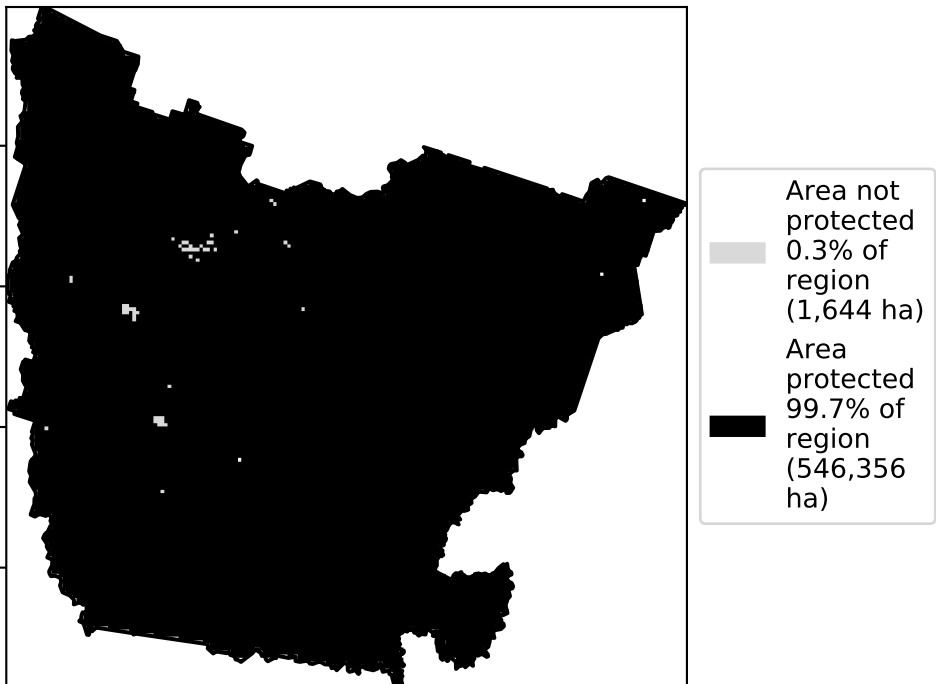 Area not
protected
0.3% of
region
(1,644 ha)
Area
protected
99.7% of
region
(546,356
ha)